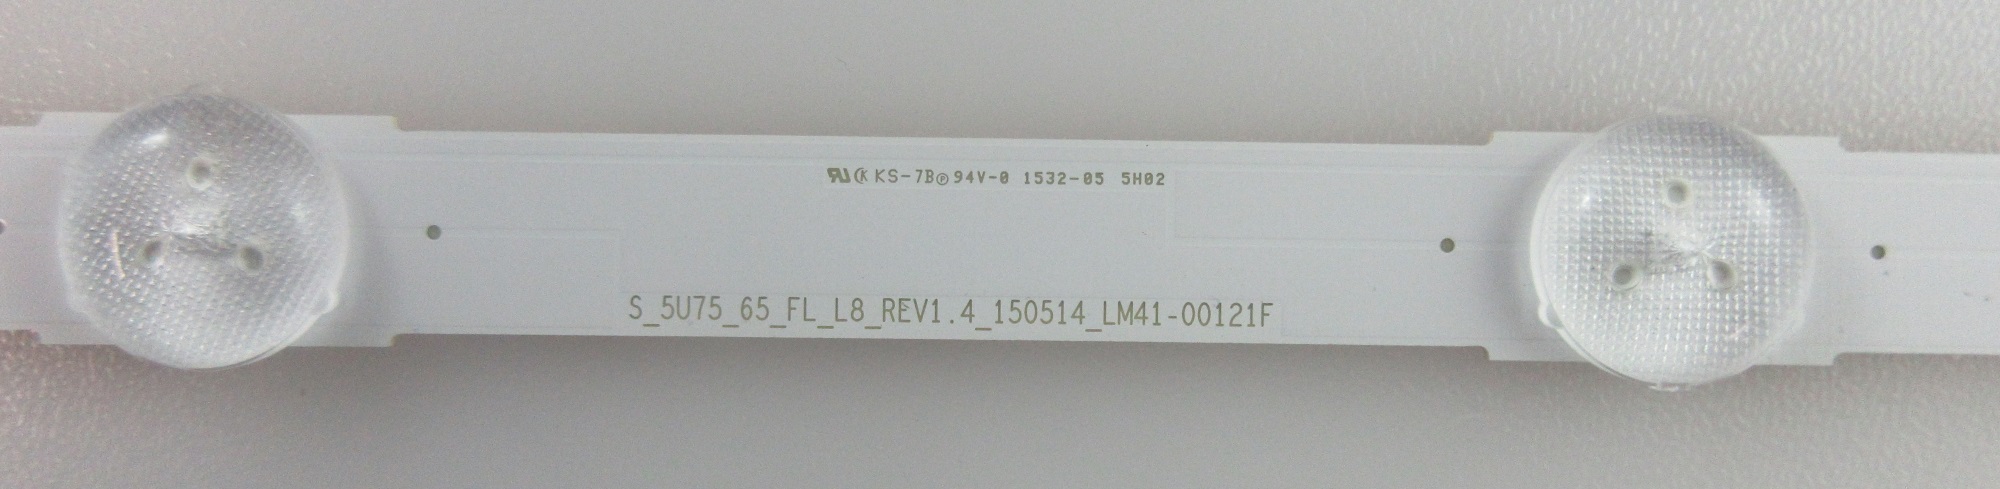 KS-7B℗ 94V-0 1532-05 5H02
S_5U75_65_FL_L8_REV1.4_150514_LM41-00121F